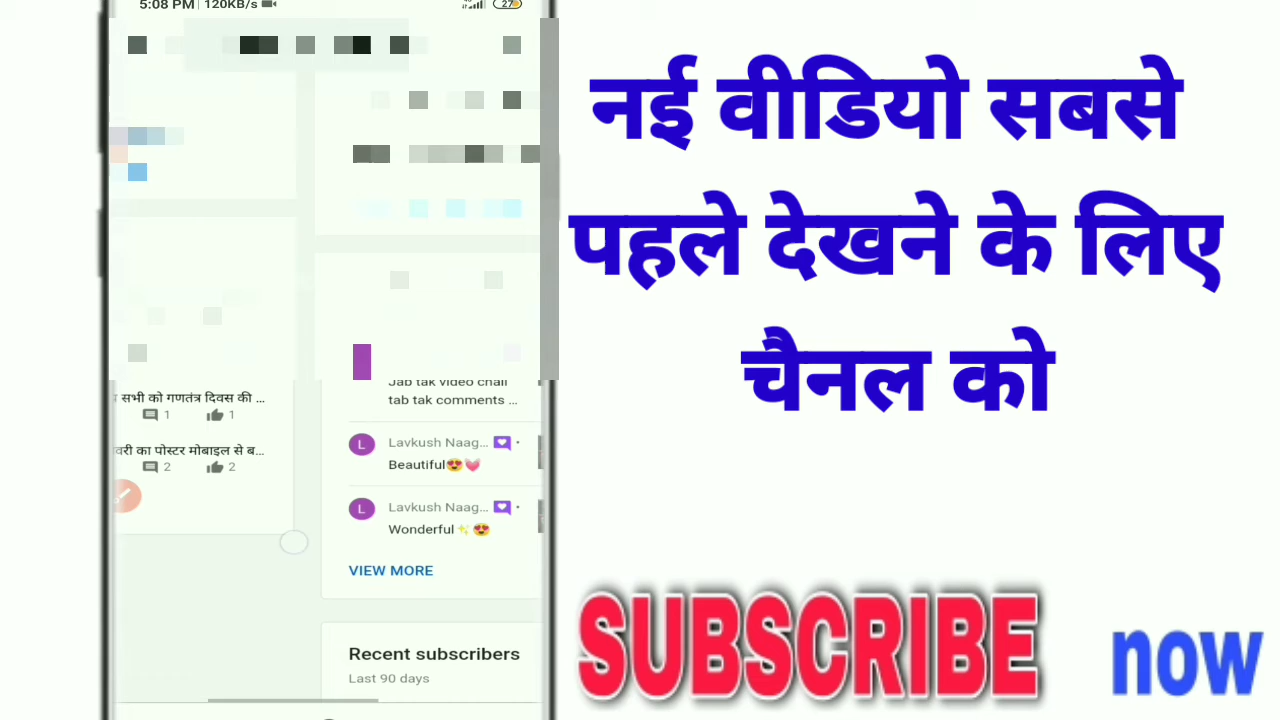 5:08 PM 120KB/s 27
नई वीडियो सबसे
पहले देखने के लिए
चैनल को
SUBSCRIBE now
सभी को गणतंत्र दिवस की ...
1 1
का पोस्टर मोबाइल से ब...
2 2
Jab tak video chali
tab tak comments ...
L Lavkush Naag... •
Beautiful😍💓
L Lavkush Naag... •
Wonderful✨😍
VIEW MORE
Recent subscribers
Last 90 days